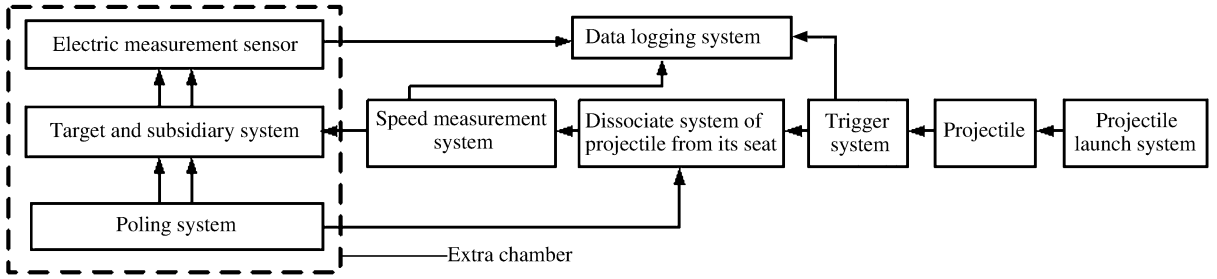 Electric measurement sensor
Data logging system
Target and subsidiary system
Speed measurement
system
Dissociate system of
projectile from its seat
Trigger
system
Projectile
Projectile
launch system
Poling system
Extra chamber